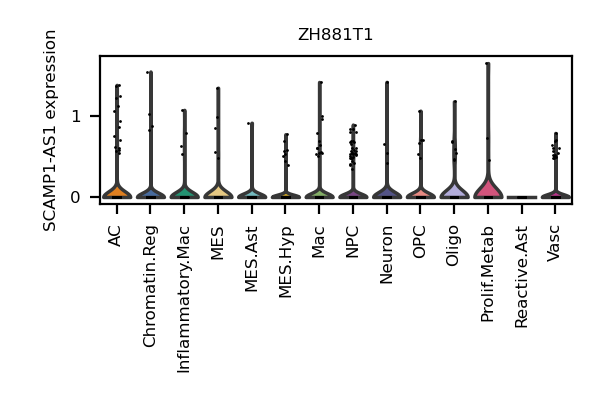 ZH881T1
SCAMP1-AS1 expression
1
0
AC
Chromatin.Reg
Inflammatory.Mac
MES
MES.Ast
MES.Hyp
Mac
NPC
Neuron
OPC
Oligo
Prolif.Metab
Reactive.Ast
Vasc